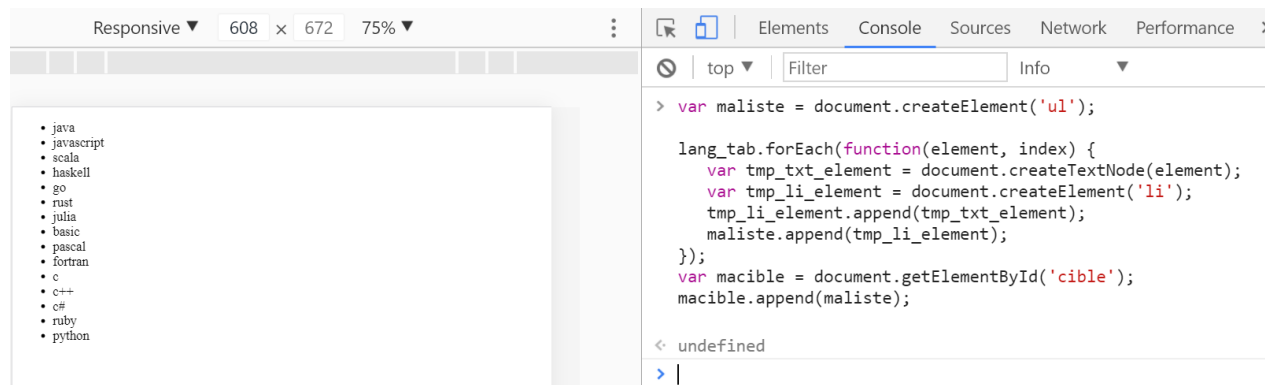 Responsive ▼ 608 × 672 75% ▼
Elements Console Sources Network Performance
top ▼ Filter Info ▼
• java
• javascript
• scala
• haskell
• go
• rust
• julia
• basic
• pascal
• fortran
• c
• c++
• c#
• ruby
• python
> var maliste = document.createElement('ul');
lang_tab.forEach(function(element, index) {
var tmp_txt_element = document.createTextNode(element);
var tmp_li_element = document.createElement('li');
tmp_li_element.append(tmp_txt_element);
maliste.append(tmp_li_element);
});
var macible = document.getElementById('cible');
macible.append(maliste);
undefined
>